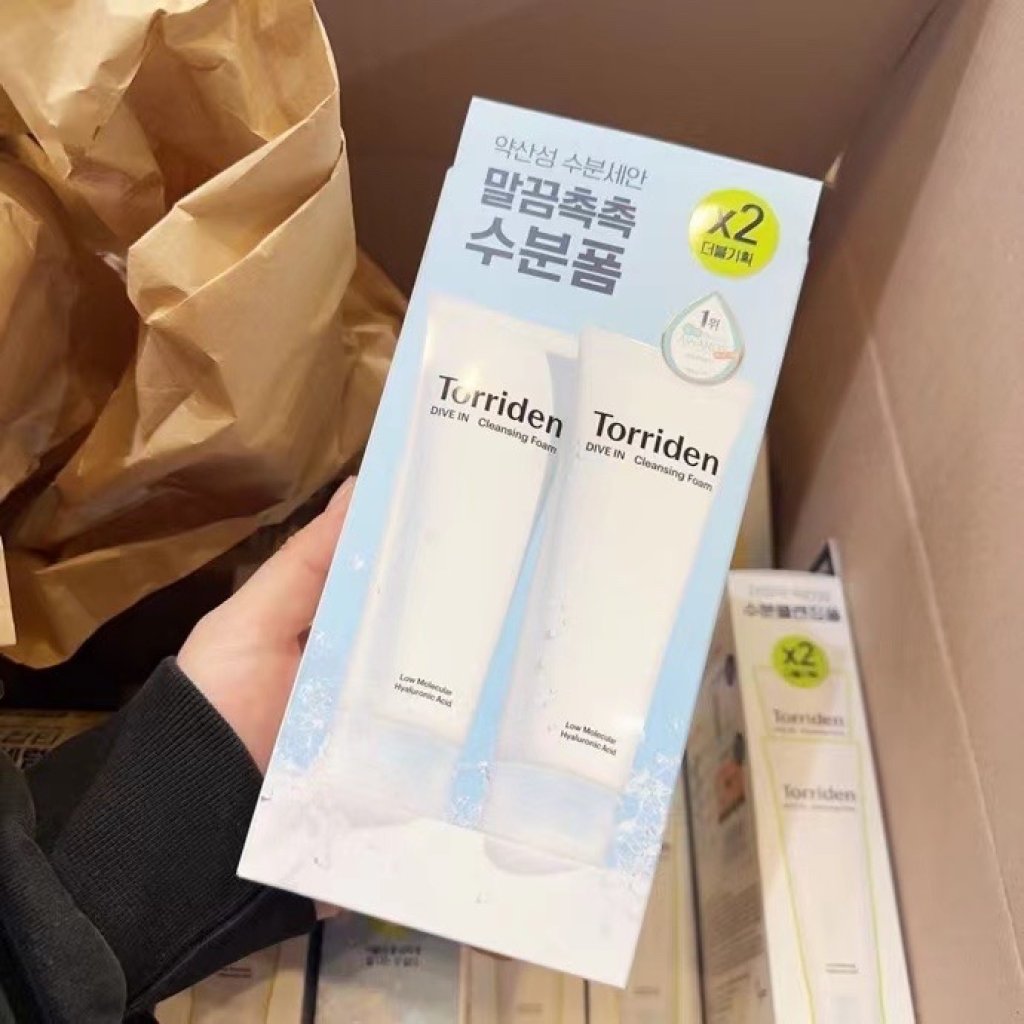 약산성 수분세안
말끔촉촉
수분폼
x2
더블기획
1위
Torriden
DIVE IN Cleansing Foam
Torriden
DIVE IN Cleansing Foam
Low Molecular
Hyaluronic Acid
Low Molecular
Hyaluronic Acid
x2
Torriden
Torriden